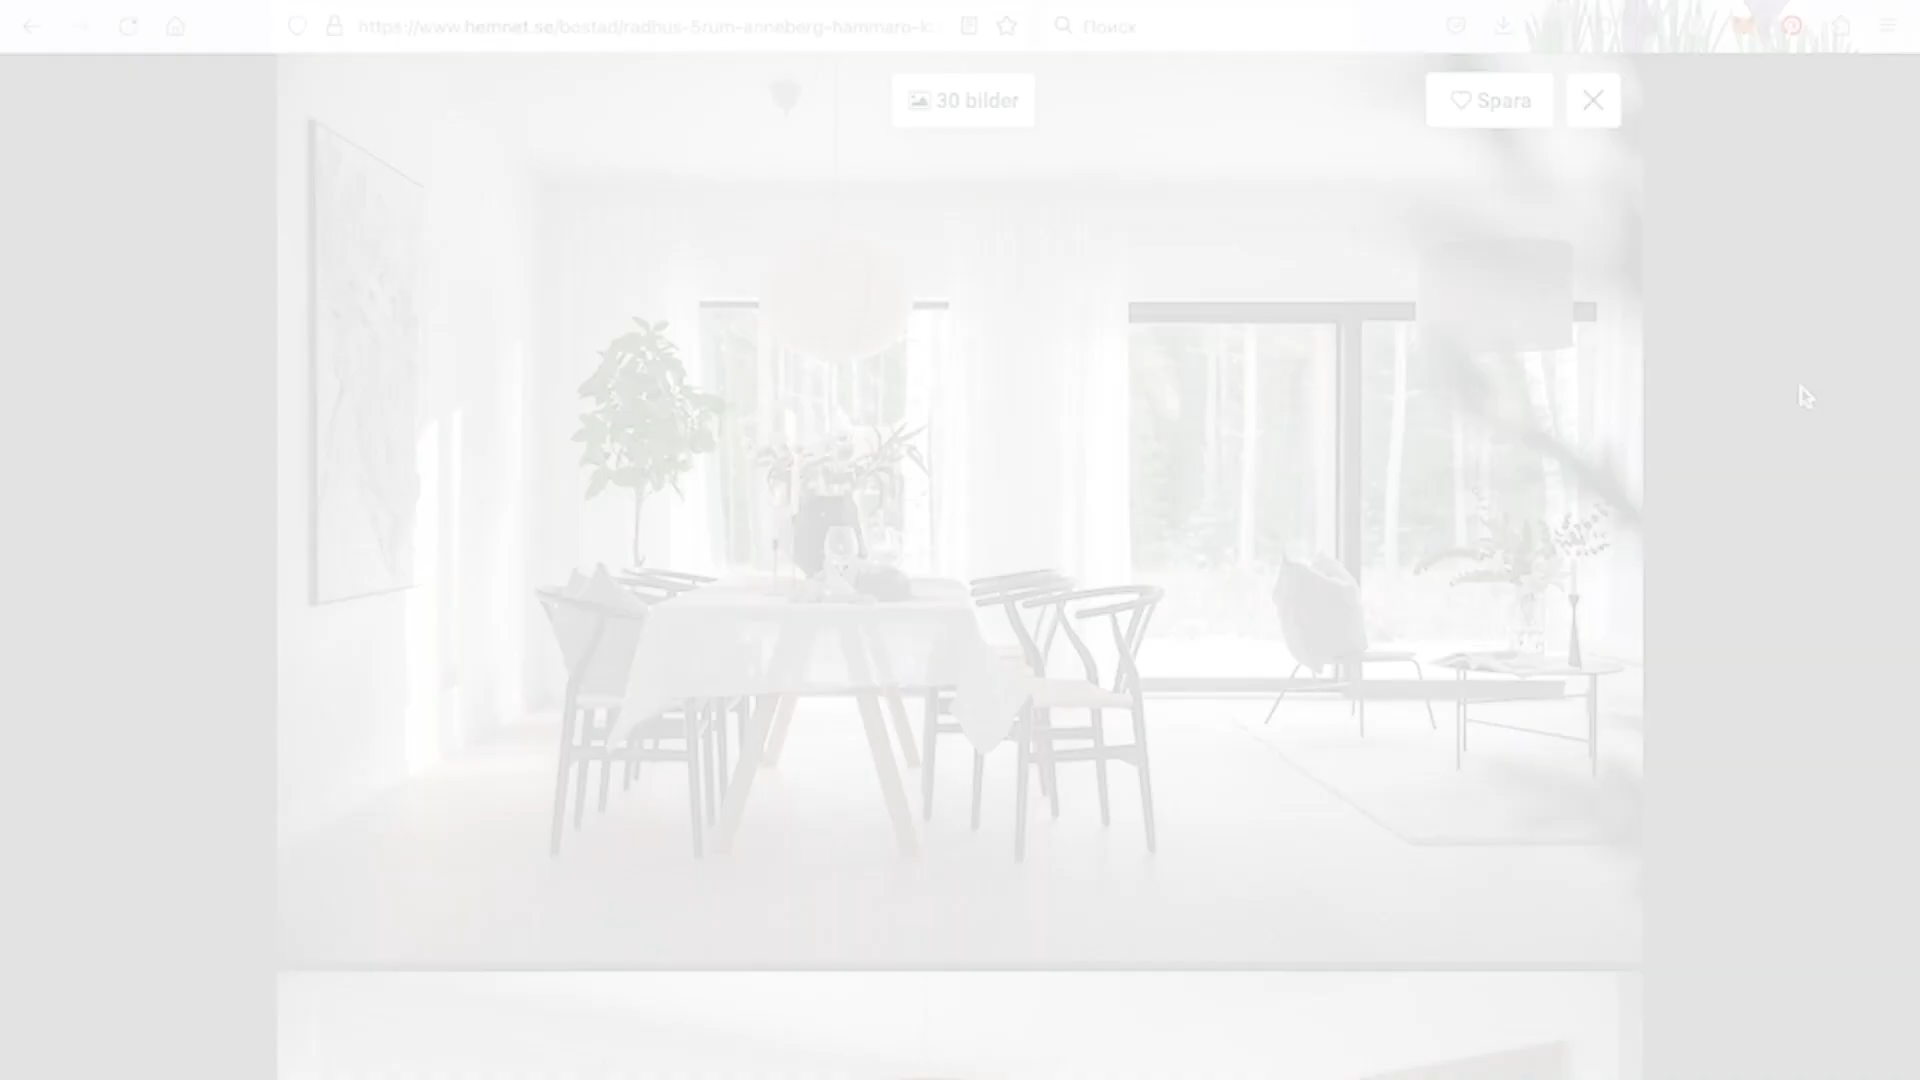 https://www.hemnet.se/bostad/radhus-5rum-anneberg-hammaro-k
Поиск
30 bilder
Spara